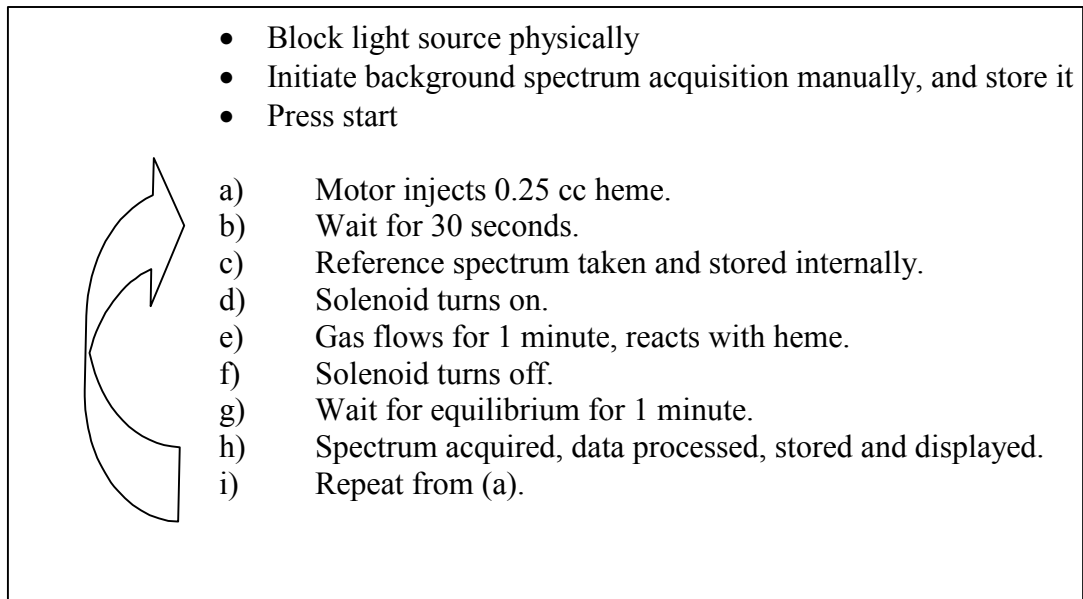 • Block light source physically
• Initiate background spectrum acquisition manually, and store it
• Press start
a) Motor injects 0.25 cc heme.
b) Wait for 30 seconds.
c) Reference spectrum taken and stored internally.
d) Solenoid turns on.
e) Gas flows for 1 minute, reacts with heme.
f) Solenoid turns off.
g) Wait for equilibrium for 1 minute.
h) Spectrum acquired, data processed, stored and displayed.
i) Repeat from (a).